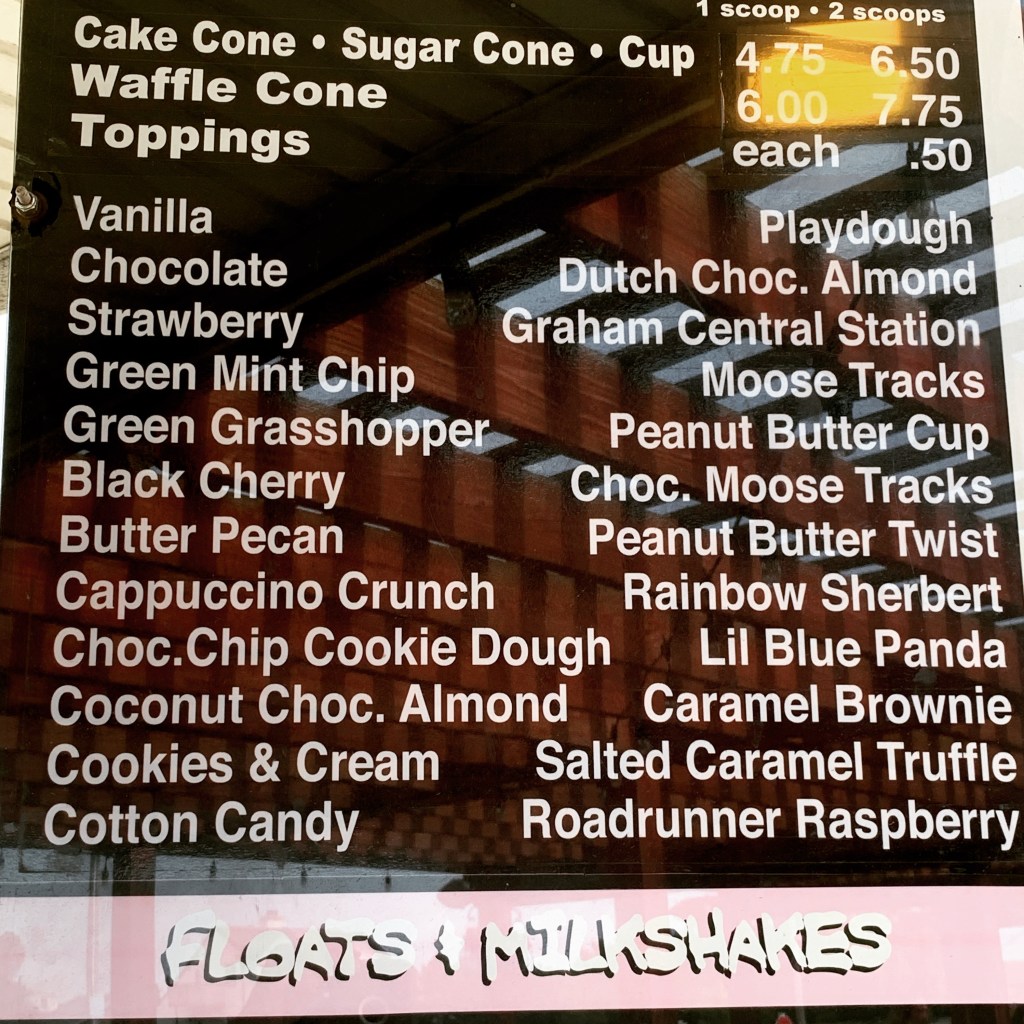 1 scoop • 2 scoops
Cake Cone • Sugar Cone • Cup 4.75 6.50
Waffle Cone 6.00 7.75
Toppings each .50
Vanilla
Chocolate
Strawberry
Green Mint Chip
Green Grasshopper
Black Cherry
Butter Pecan
Cappuccino Crunch
Choc.Chip Cookie Dough
Coconut Choc. Almond
Cookies & Cream
Cotton Candy
Playdough
Dutch Choc. Almond
Graham Central Station
Moose Tracks
Peanut Butter Cup
Choc. Moose Tracks
Peanut Butter Twist
Rainbow Sherbert
Lil Blue Panda
Caramel Brownie
Salted Caramel Truffle
Roadrunner Raspberry
FLOATS & MILKSHAKES